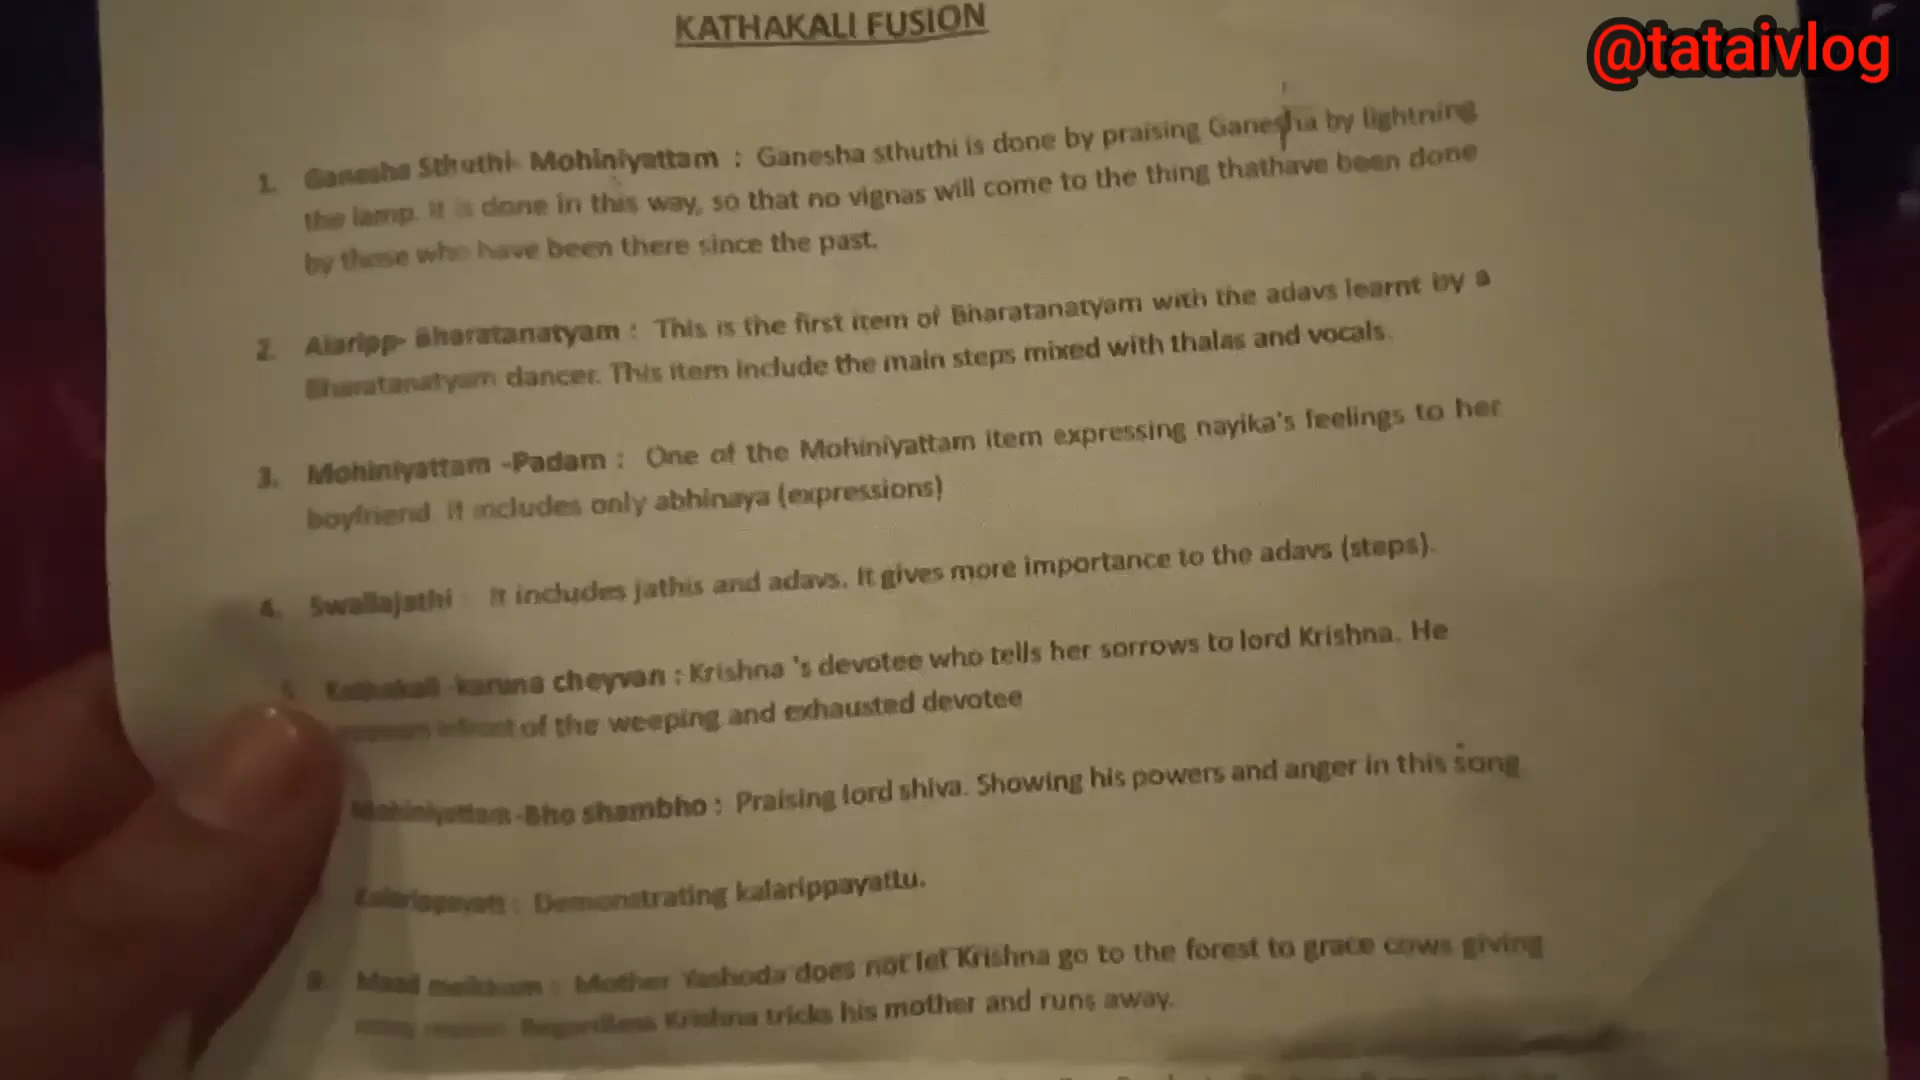 KATHAKALI FUSION
@tataivlog
1. Ganesha Sthuthi- Mohiniyattam : Ganesha sthuthi is done by praising Ganesha by lightning
the lamp. It is done in this way, so that no vignas will come to the thing thathave been done
by those who have been there since the past.
2. Alaripp- Bharatanatyam : This is the first item of Bharatanatyam with the adavs learnt by a
Bharatanatyam dancer. This item include the main steps mixed with thalas and vocals.
3. Mohiniyattam -Padam : One of the Mohiniyattam item expressing nayika's feelings to her
boyfriend. it includes only abhinaya (expressions)
4. Swallajathi : It includes jathis and adavs. It gives more importance to the adavs (steps).
5. Kathakali -karuna cheyvan : Krishna 's devotee who tells her sorrows to lord Krishna. He
of the weeping and exhausted devotee
Mohiniyattam -Bho shambho : Praising lord shiva. Showing his powers and anger in this song
Kalarippayatt : Demonstrating kalarippayattu.
8. : Mother Yashoda does not let Krishna go to the forest to grace cows giving
Regardless Krishna tricks his mother and runs away.